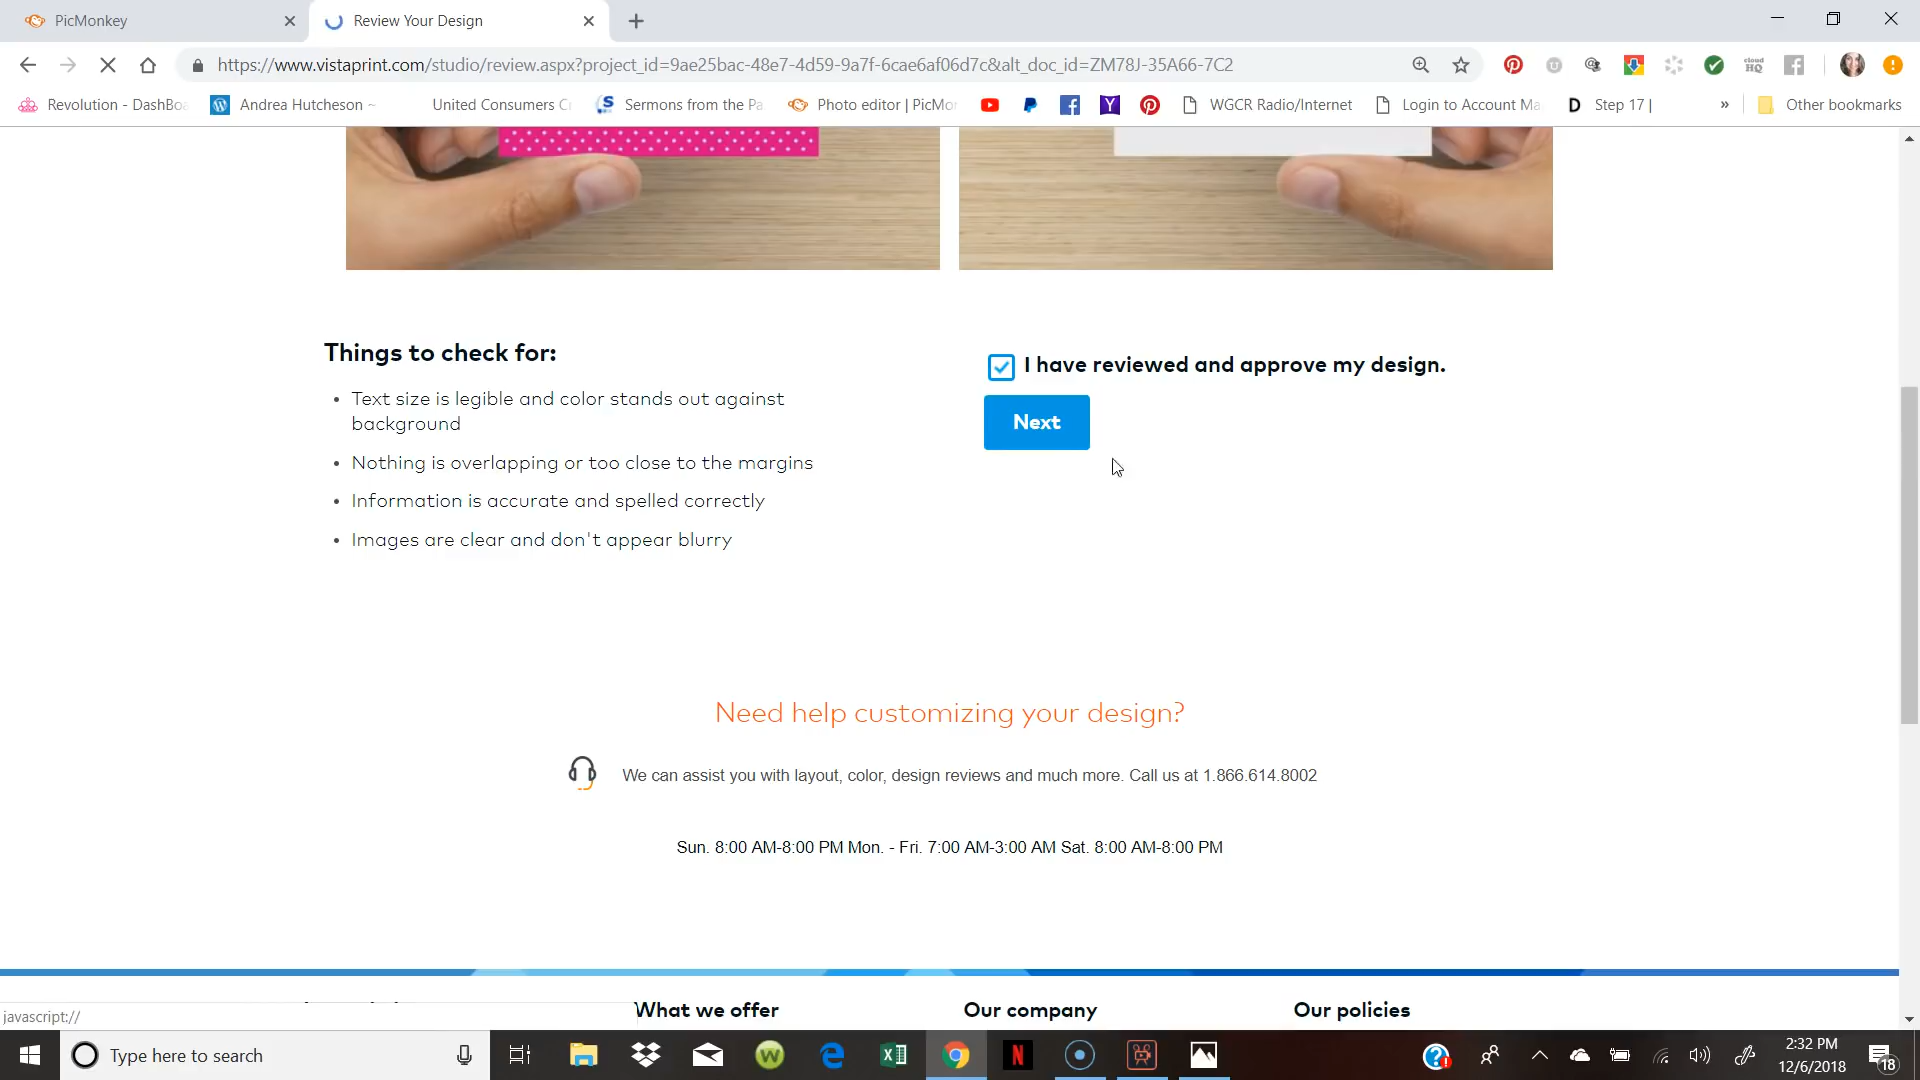 PicMonkey
Review Your Design
https://www.vistaprint.com/studio/review.aspx?project_id=9ae25bac-48e7-4d59-9a7f-6cae6af06d7c&alt_doc_id=ZM78J-35A66-7C2
cloud
HQ
Revolution - DashBo
Andrea Hutcheson ~
United Consumers C
Sermons from the Pa
Photo editor | PicMo
WGCR Radio/Internet
Login to Account Ma
Step 17 |
»
Other bookmarks
Things to check for:
• Text size is legible and color stands out against
background
• Nothing is overlapping or too close to the margins
• Information is accurate and spelled correctly
• Images are clear and don't appear blurry
I have reviewed and approve my design.
Next
Need help customizing your design?
We can assist you with layout, color, design reviews and much more. Call us at 1.866.614.8002
Sun. 8:00 AM-8:00 PM Mon. - Fri. 7:00 AM-3:00 AM Sat. 8:00 AM-8:00 PM
What we offer
Our company
Our policies
javascript://
Type here to search
2:32 PM
12/6/2018
18